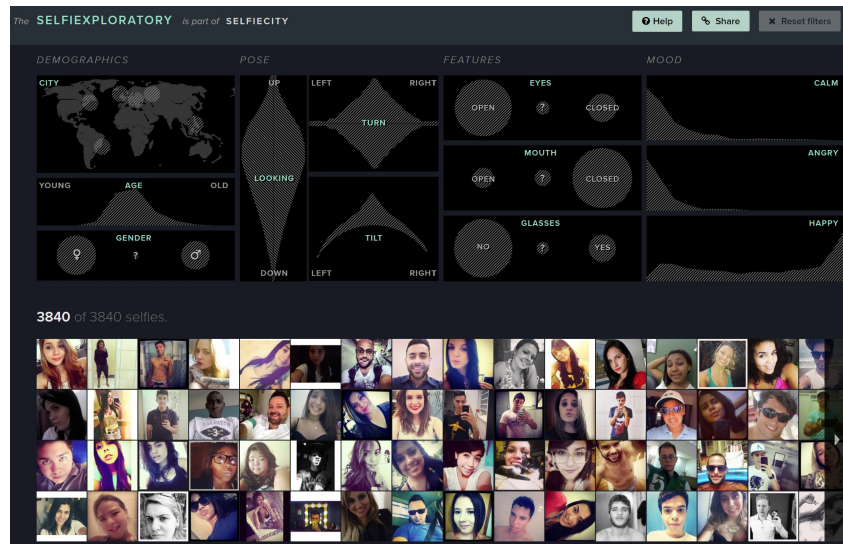 The SELFIEXPLORATORY is part of SELFIECITY
? Help
Share
✖ Reset filters
DEMOGRAPHICS
POSE
FEATURES
MOOD
CITY
YOUNG AGE OLD
GENDER
♀ ? ♂
UP
LOOKING
DOWN
LEFT RIGHT
TURN
TILT
LEFT RIGHT
EYES
OPEN ? CLOSED
MOUTH
OPEN ? CLOSED
GLASSES
NO ? YES
CALM
ANGRY
HAPPY
3840 of 3840 selfies.